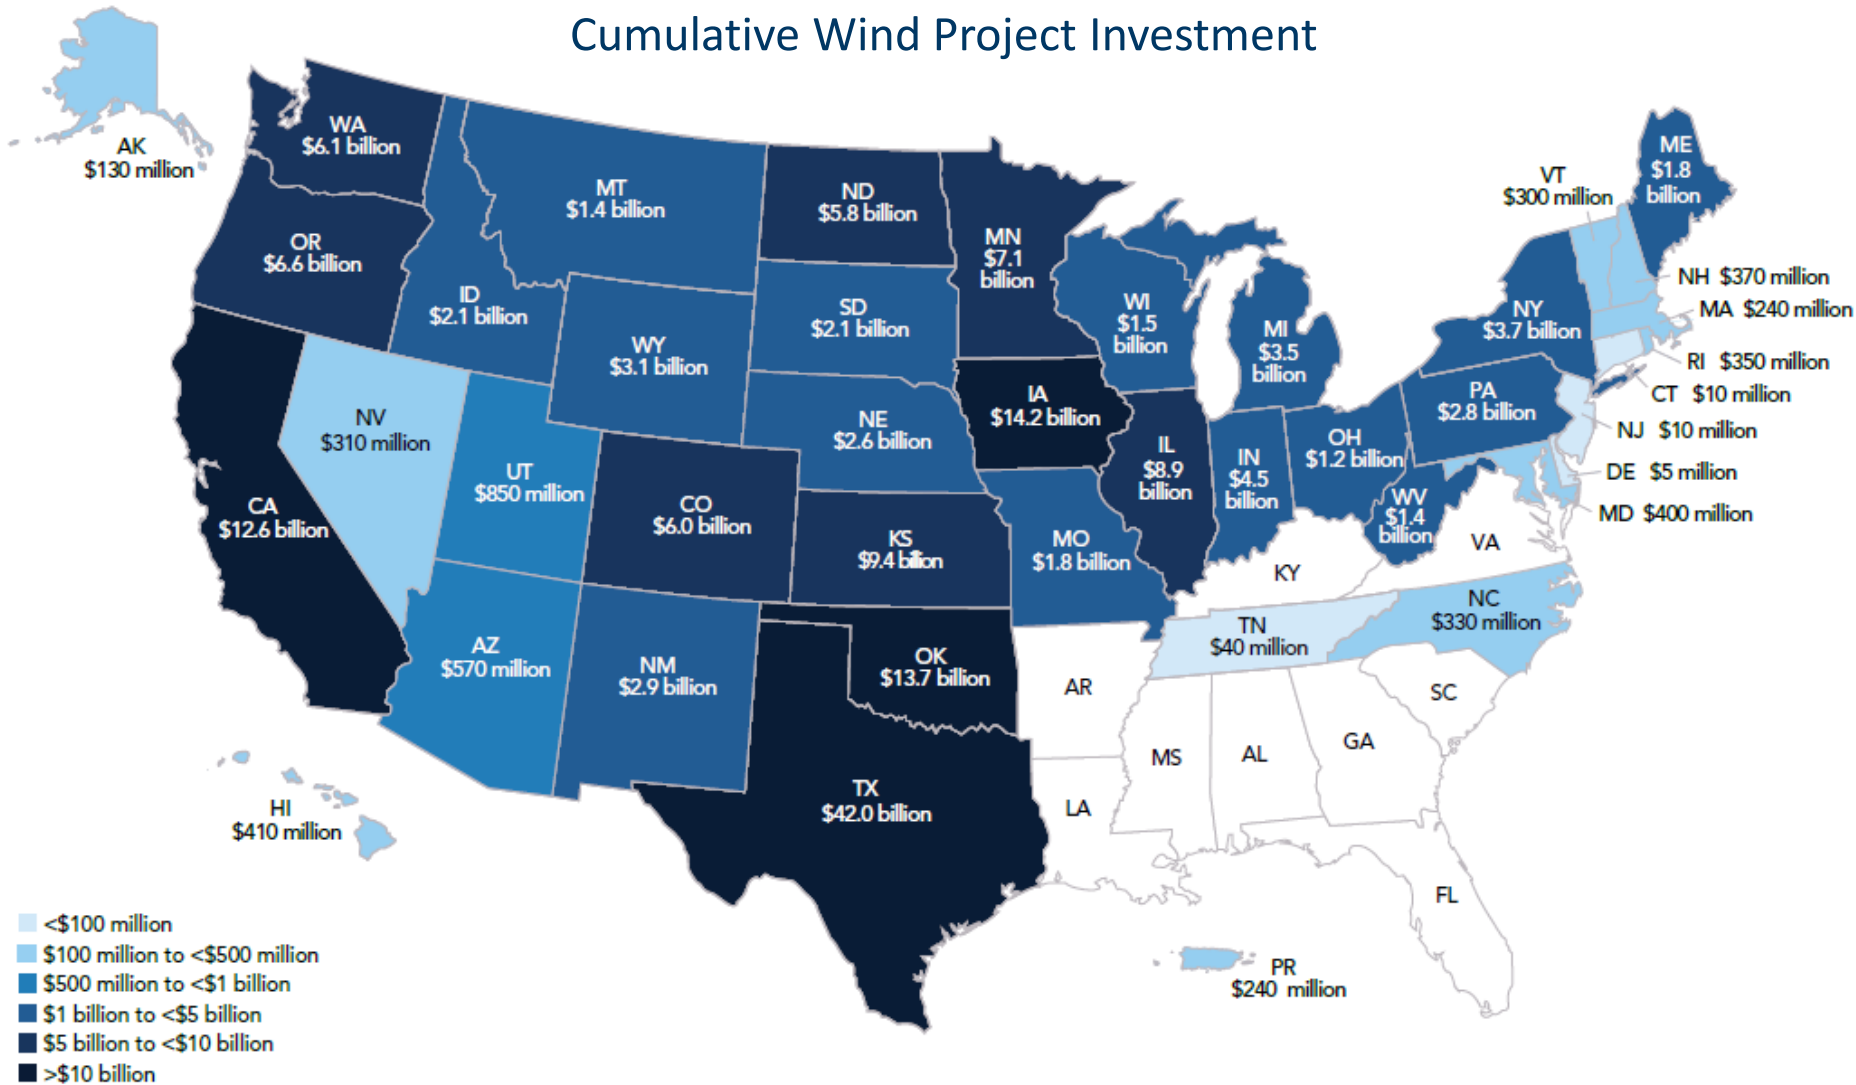 Cumulative Wind Project Investment
AK
$130 million
WA
$6.1 billion
OR
$6.6 billion
CA
$12.6 billion
NV
$310 million
ID
$2.1 billion
MT
$1.4 billion
WY
$3.1 billion
UT
$850 million
AZ
$570 million
CO
$6.0 billion
NM
$2.9 billion
ND
$5.8 billion
SD
$2.1 billion
NE
$2.6 billion
KS
$9.4 billion
OK
$13.7 billion
TX
$42.0 billion
MN
$7.1
billion
IA
$14.2 billion
MO
$1.8 billion
AR
LA
WI
$1.5
billion
IL
$8.9
billion
MI
$3.5
billion
IN
$4.5
billion
OH
$1.2 billion
KY
TN
$40 million
MS
AL
GA
FL
SC
NC
$330 million
VA
WV
$1.4
billion
PA
$2.8 billion
NY
$3.7 billion
VT
$300 million
ME
$1.8
billion
NH $370 million
MA $240 million
RI $350 million
CT $10 million
NJ $10 million
DE $5 million
MD $400 million
HI
$410 million
PR
$240 million
<$100 million
$100 million to <$500 million
$500 million to <$1 billion
$1 billion to <$5 billion
$5 billion to <$10 billion
>$10 billion